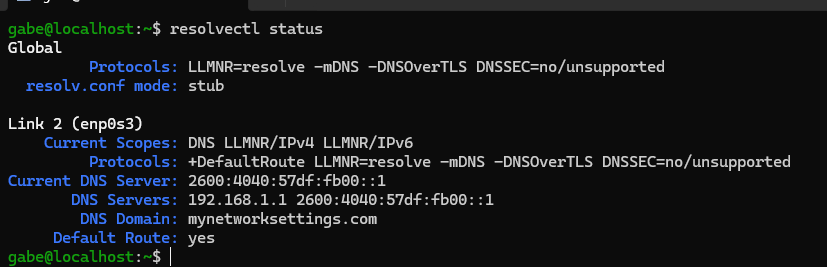 gabe@localhost:~$ resolvectl status
Global
Protocols: LLMNR=resolve -mDNS -DNSOverTLS DNSSEC=no/unsupported
resolv.conf mode: stub
Link 2 (enp0s3)
Current Scopes: DNS LLMNR/IPv4 LLMNR/IPv6
Protocols: +DefaultRoute LLMNR=resolve -mDNS -DNSOverTLS DNSSEC=no/unsupported
Current DNS Server: 2600:4040:57df:fb00::1
DNS Servers: 192.168.1.1 2600:4040:57df:fb00::1
DNS Domain: mynetworksettings.com
Default Route: yes
gabe@localhost:~$